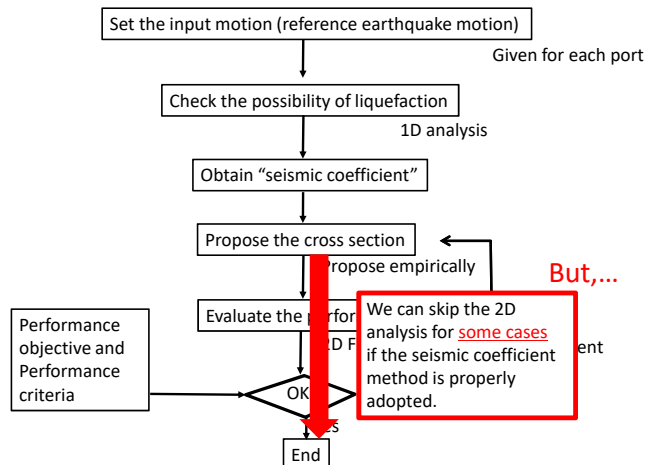 Set the input motion (reference earthquake motion)
Given for each port
Check the possibility of liquefaction
1D analysis
Obtain “seismic coefficient”
Propose the cross section
Propose empirically
But,...
Evaluate the perfor
2D F
We can skip the 2D
analysis for some cases
if the seismic coefficient
method is properly
adopted.
ent
Performance
objective and
Performance
criteria
OK
End